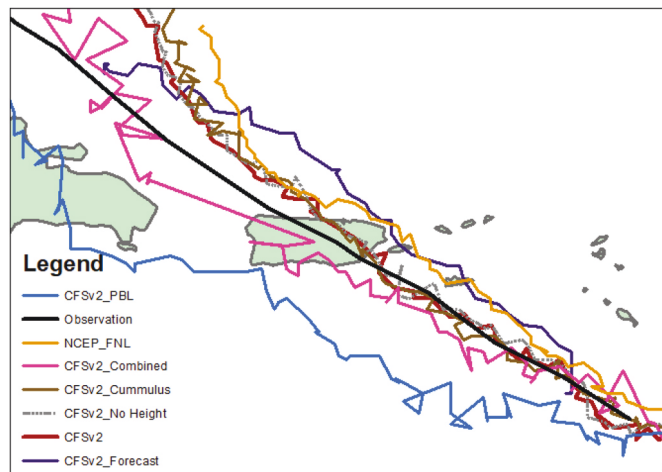 Legend
CFSv2_PBL
Observation
NCEP_FNL
CFSv2_Combined
CFSv2_Cummulus
CFSv2_No Height
CFSv2
CFSv2_Forecast